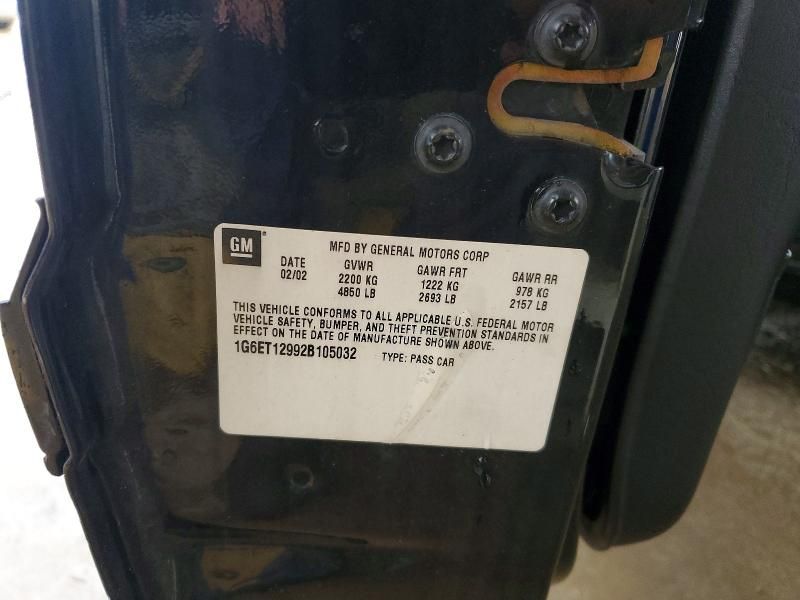 GM MFD BY GENERAL MOTORS CORP
DATE GVWR GAWR FRT GAWR RR
02/02 2200 KG 1222 KG 978 KG
4850 LB 2693 LB 2157 LB
THIS VEHICLE CONFORMS TO ALL APPLICABLE U.S. FEDERAL MOTOR
VEHICLE SAFETY, BUMPER, AND THEFT PREVENTION STANDARDS IN
EFFECT ON THE DATE OF MANUFACTURE SHOWN ABOVE.
1G6ET12992B105032 TYPE: PASS CAR